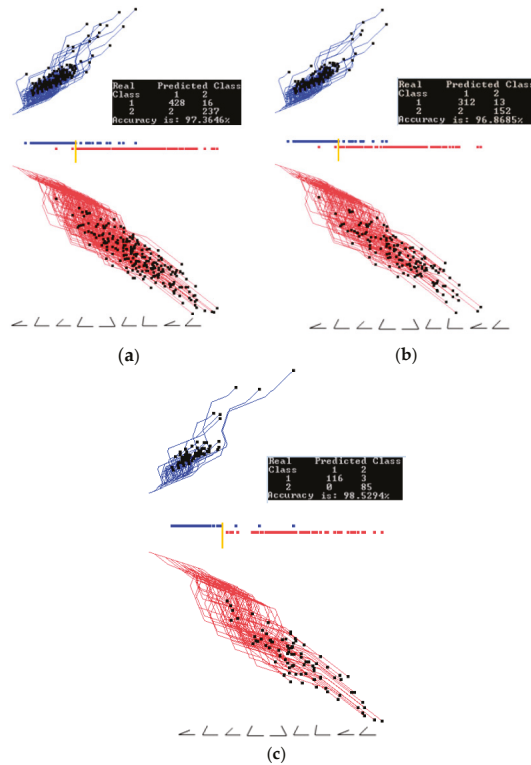 Real Predicted Class
Class 1 2
1 428 16
2 2 237
Accuracy is: 97.3646%
Real Predicted Class
Class 1 2
1 312 13
2 2 152
Accuracy is: 96.8685%
(a)
(b)
Real Predicted Class
Class 1 2
1 116 3
2 0 85
Accuracy is: 98.5294%
(c)